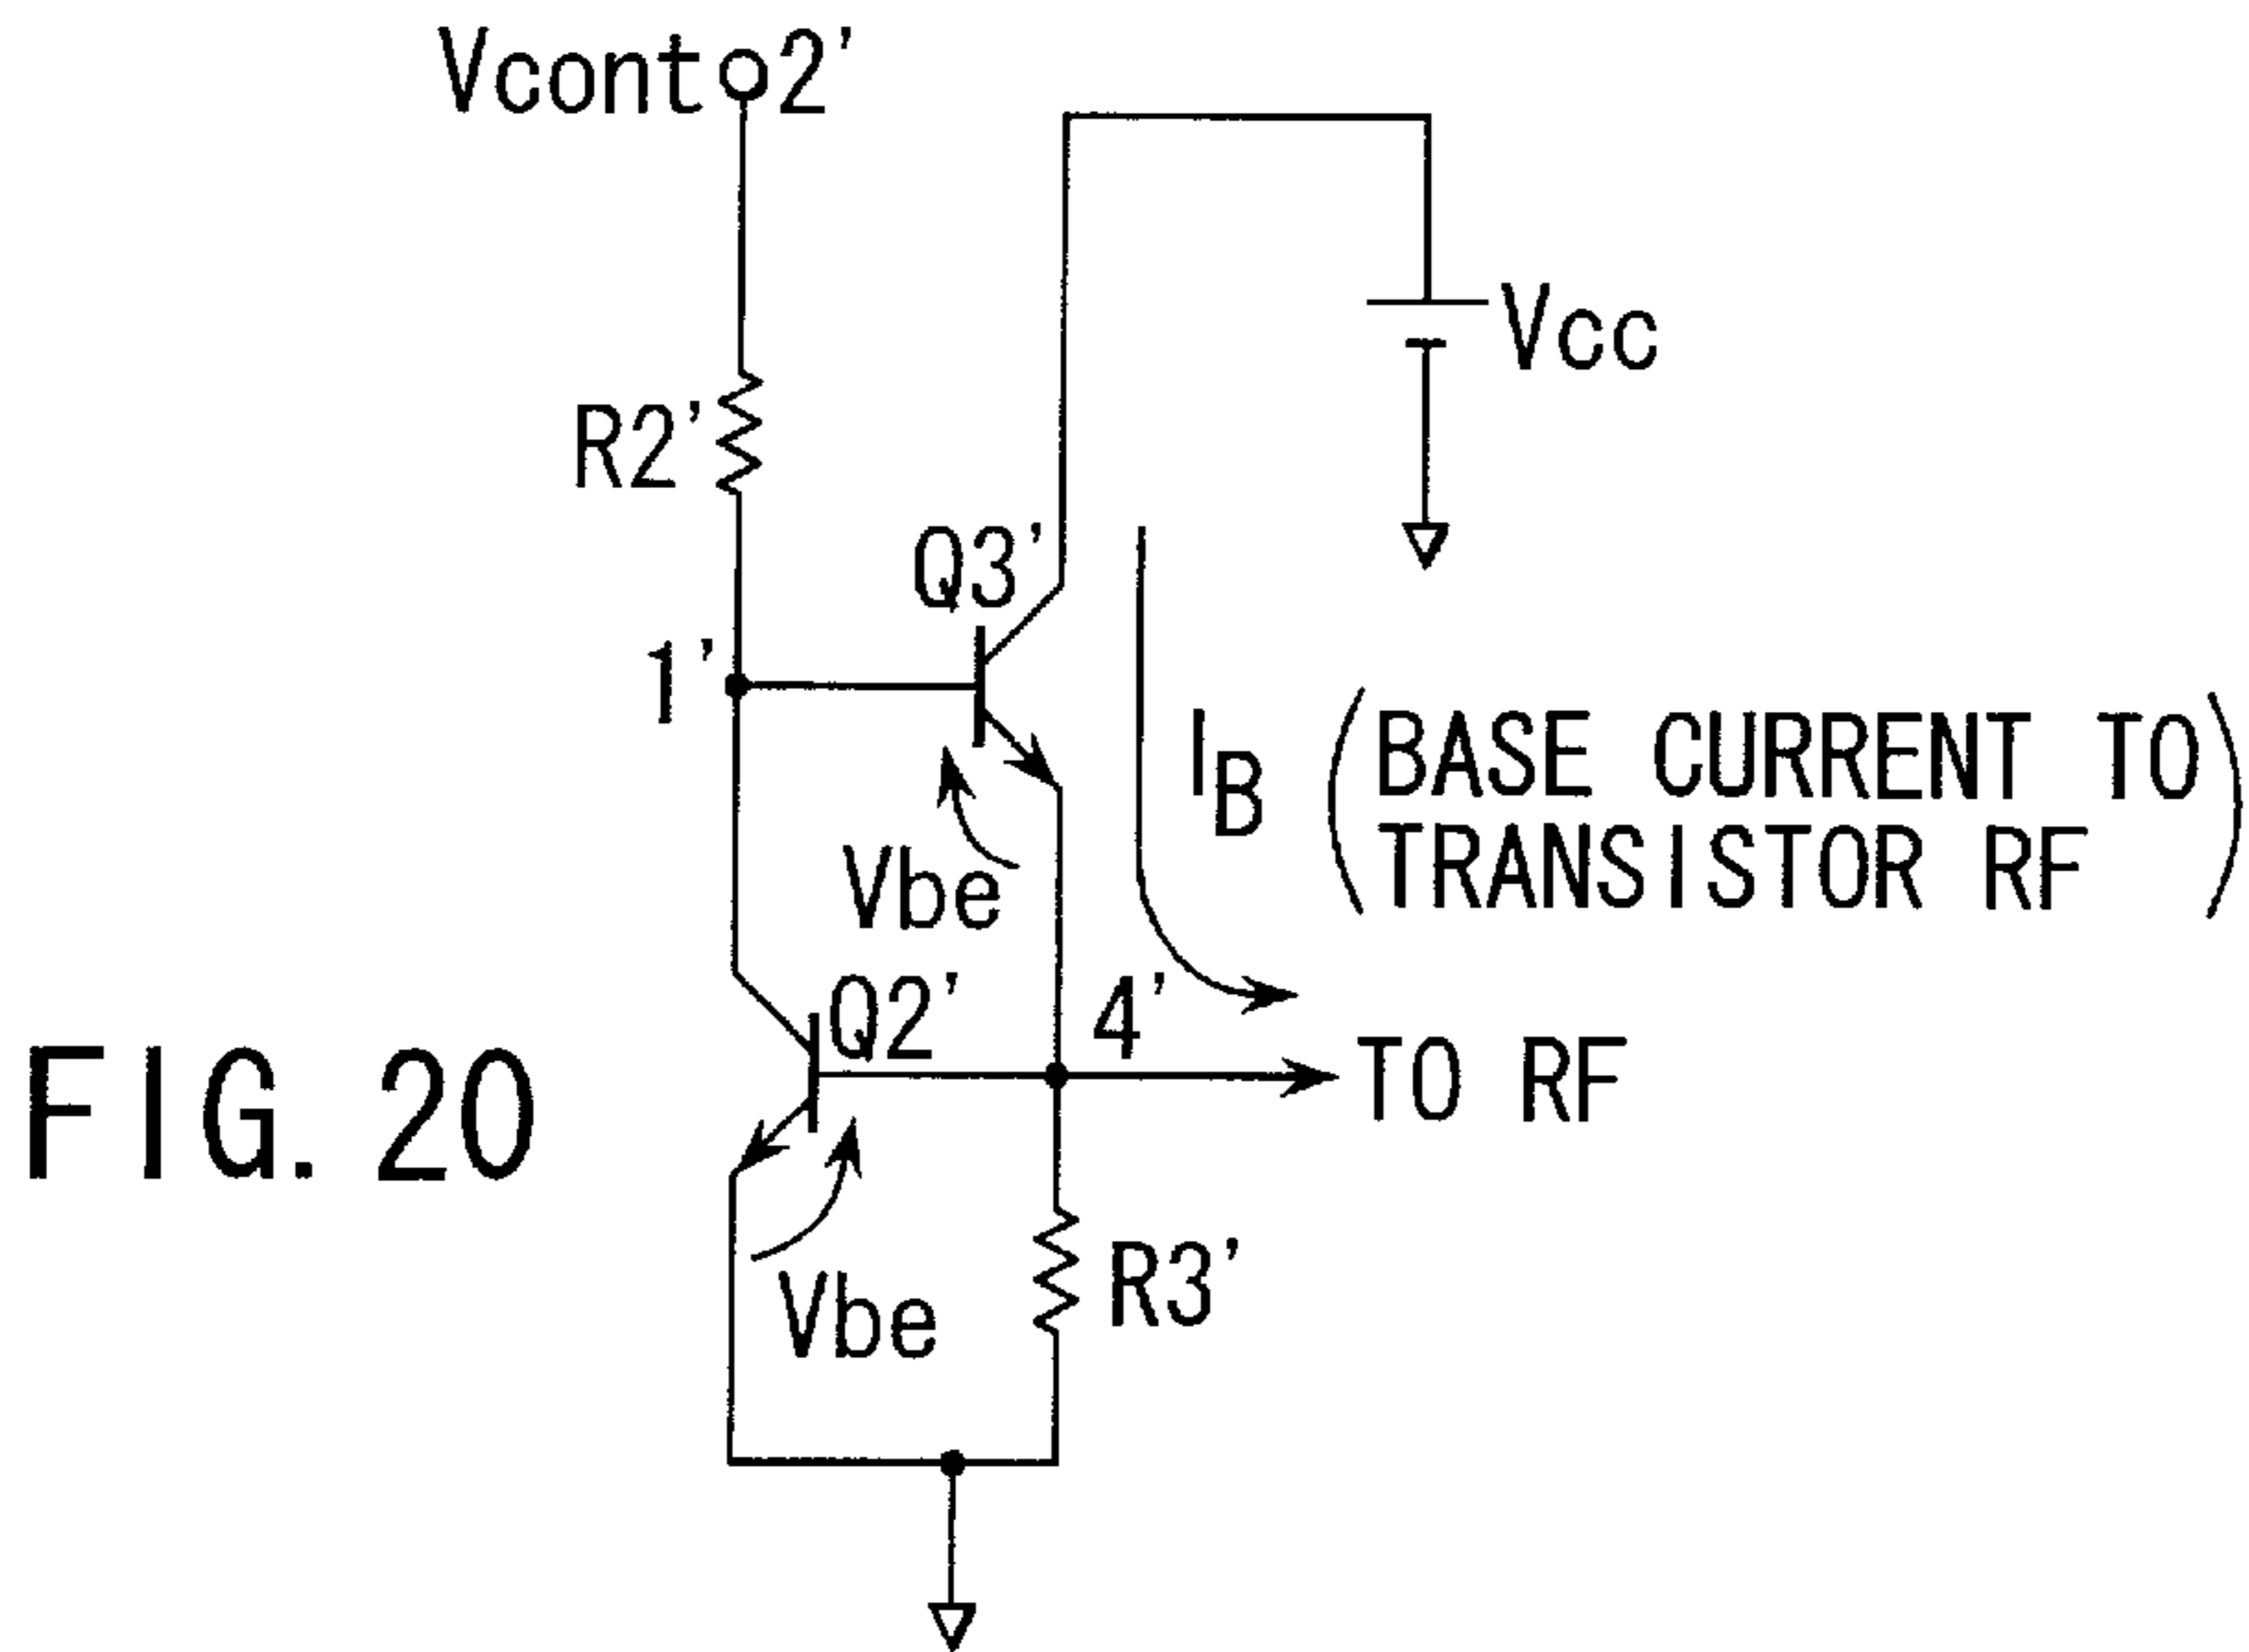 Vcont 2'
Vcc
R2'
Q3'
1'
IB (BASE CURRENT TO
TRANSISTOR RF)
Vbe
Q2'
4'
TO RF
FIG. 20
R3'
Vbe